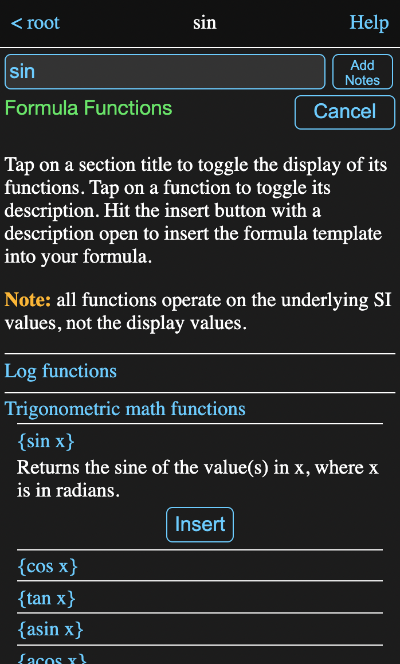 < root sin Help
sin
Add
Notes
Formula Functions
Cancel
Tap on a section title to toggle the display of its
functions. Tap on a function to toggle its
description. Hit the insert button with a
description open to insert the formula template
into your formula.
Note: all functions operate on the underlying SI
values, not the display values.
Log functions
Trigonometric math functions
{sin x}
Returns the sine of the value(s) in x, where x
is in radians.
Insert
{cos x}
{tan x}
{asin x}
{acos x}